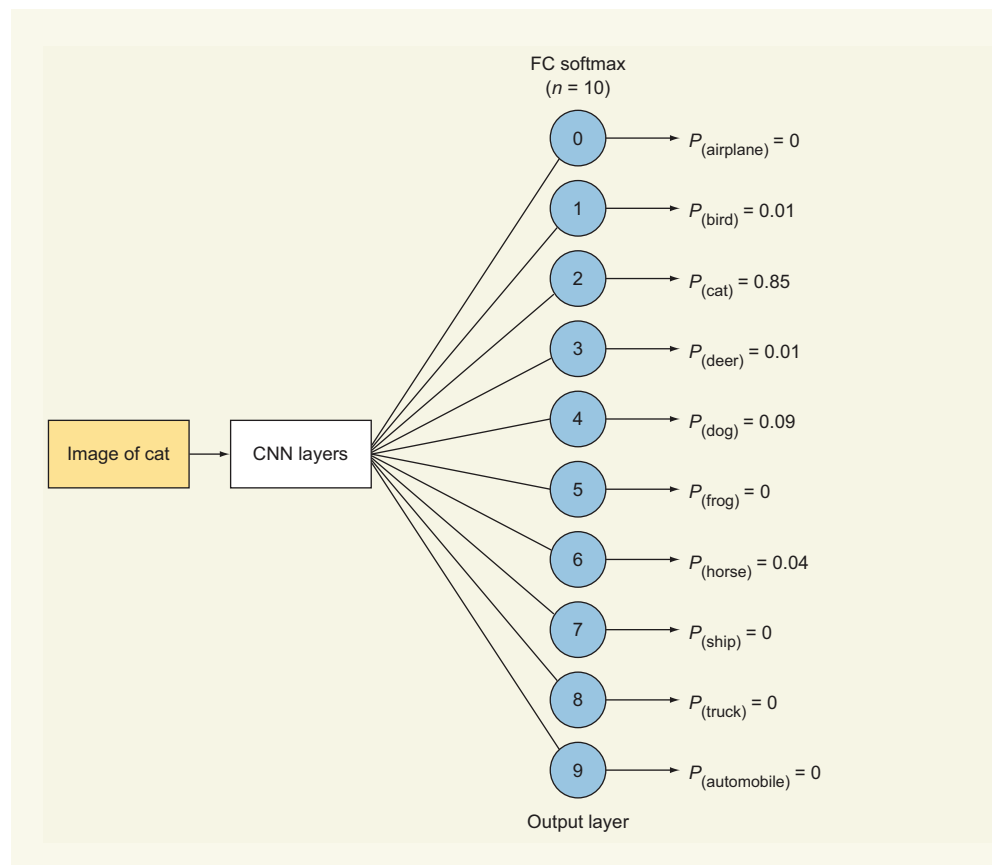 FC softmax
(n = 10)
0
P(airplane) = 0
1
P(bird) = 0.01
2
P(cat) = 0.85
3
P(deer) = 0.01
4
P(dog) = 0.09
Image of cat
CNN layers
5
P(frog) = 0
6
P(horse) = 0.04
7
P(ship) = 0
8
P(truck) = 0
9
P(automobile) = 0
Output layer